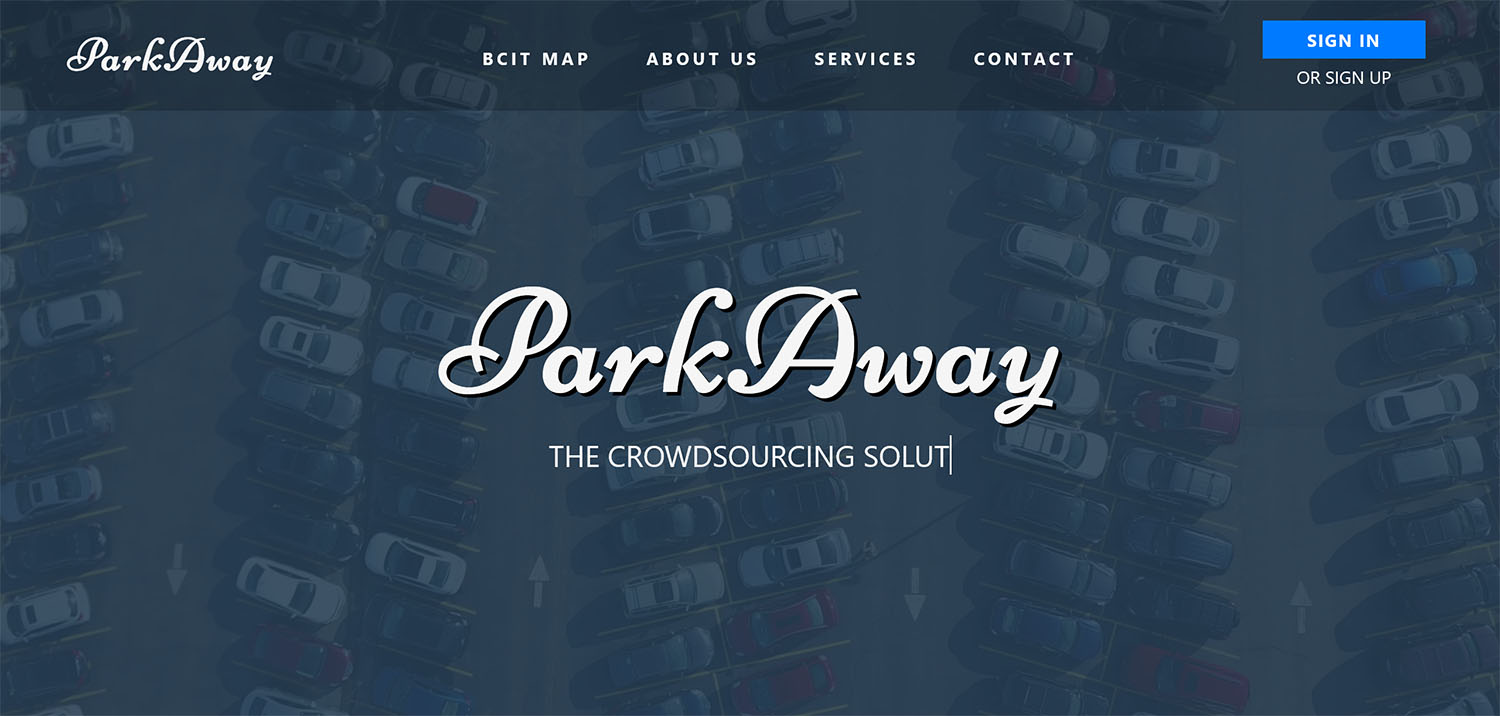 ParkAway
BCIT MAP
ABOUT US
SERVICES
CONTACT
SIGN IN
OR SIGN UP
ParkAway
THE CROWDSOURCING SOLUT